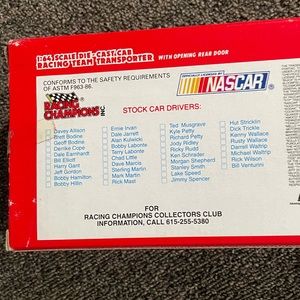 1:64 SCALE DIE-CAST CAB
RACING TEAM TRANSPORTER WITH OPENING REAR DOOR
CONFORMS TO THE SAFETY REQUIREMENTS
OF ASTM F963-86.
NASCAR
RACING
CHAMPIONS INC.
STOCK CAR DRIVERS:
Davey Allison
Brett Bodine
Geoff Bodine
Derrike Cope
Dale Earnhardt
Bill Elliott
Harry Gant
Jeff Gordon
Bobby Hamilton
Bobby Hillin
Ernie Irvan
Dale Jarrett
Alan Kulwicki
Bobby Labonte
Terry Labonte
Chad Little
Dave Marcis
Sterling Marlin
Mark Martin
Rick Mast
Ted Musgrave
Kyle Petty
Richard Petty
Jody Ridley
Ricky Rudd
Ken Schrader
Morgan Shepherd
Stanley Smith
Lake Speed
Jimmy Spencer
Hut Stricklin
Dick Trickle
Kenny Wallace
Rusty Wallace
Darrell Waltrip
Michael Waltrip
Rick Wilson
Bill Venturini
FOR
RACING CHAMPIONS COLLECTORS CLUB
INFORMATION, CALL 615-255-5380